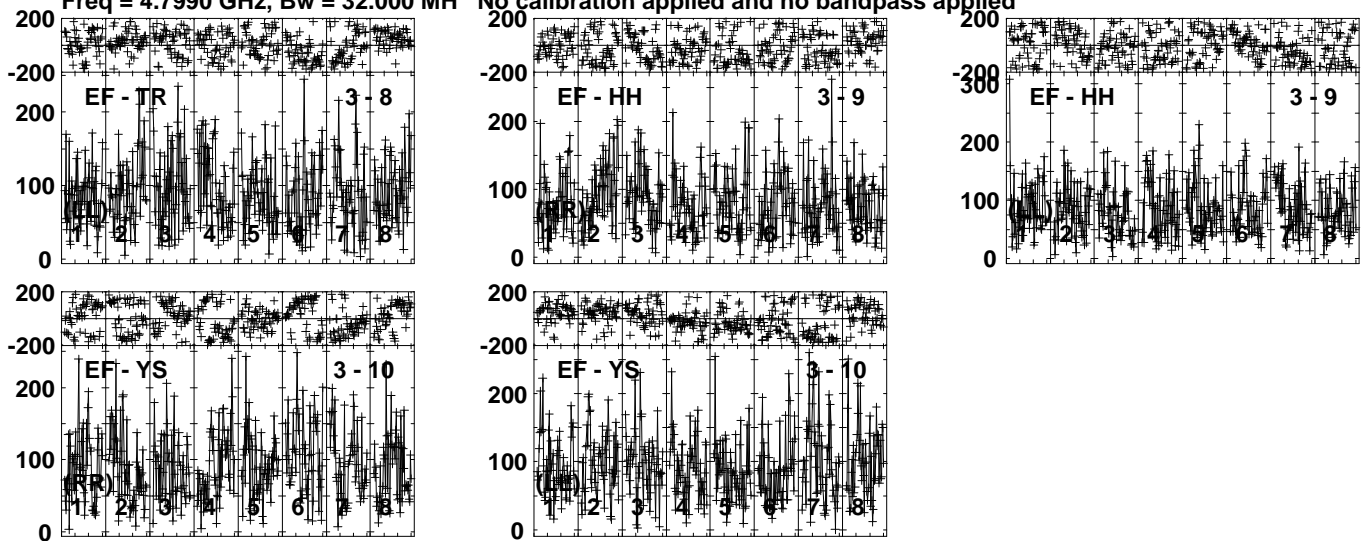 Freq = 4.7990 GHz, Bw = 32.000 MH No calibration applied and no bandpass applied
200
-200
EF - TR 3 - 8
200
100
(LL)
1 2 3 4 5 6 7 8
0
200
-200
EF - HH 3 - 9
200
100
(RR)
1 2 3 4 5 6 7 8
0
200
-200
300
EF - HH 3 - 9
200
100
(LL)
1 2 3 4 5 6 7 8
0
200
-200
EF - YS 3 - 10
200
100
(RR)
1 2 3 4 5 6 7 8
0
200
-200
EF - YS 3 - 10
200
100
(LL)
1 2 3 4 5 6 7 8
0